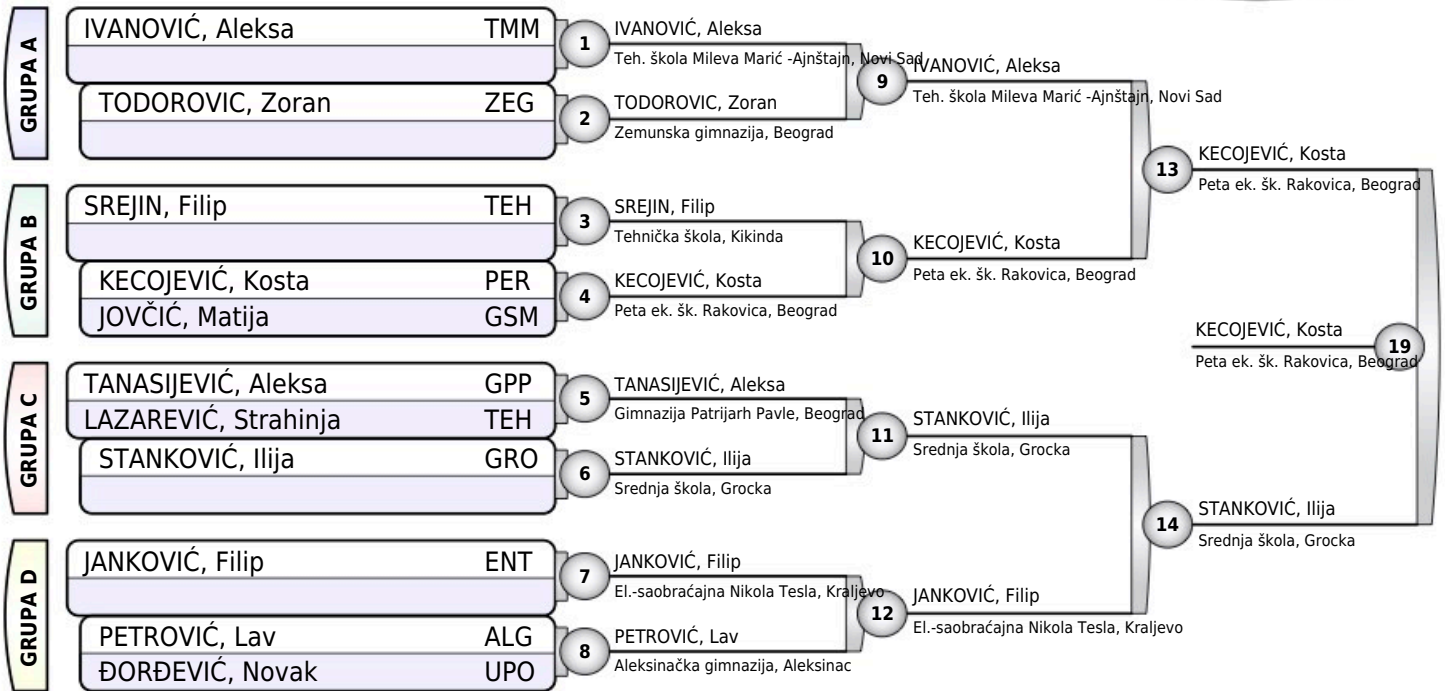 GRUPA A
IVANOVIĆ, Aleksa TMM
TODOROVIC, Zoran ZEG
GRUPA B
SREJIN, Filip TEH
KECOJEVIĆ, Kosta PER
JOVČIĆ, Matija GSM
GRUPA C
TANASIJEVIĆ, Aleksa GPP
LAZAREVIĆ, Strahinja TEH
STANKOVIĆ, Ilija GRO
GRUPA D
JANKOVIĆ, Filip ENT
PETROVIĆ, Lav ALG
ĐORĐEVIĆ, Novak UPO
1
IVANOVIĆ, Aleksa
Teh. škola Mileva Marić -Ajnštajn, Novi Sad
2
TODOROVIC, Zoran
Zemunska gimnazija, Beograd
3
SREJIN, Filip
Tehnička škola, Kikinda
4
KECOJEVIĆ, Kosta
Peta ek. šk. Rakovica, Beograd
5
TANASIJEVIĆ, Aleksa
Gimnazija Patrijarh Pavle, Beograd
6
STANKOVIĆ, Ilija
Srednja škola, Grocka
7
JANKOVIĆ, Filip
El.-saobraćajna Nikola Tesla, Kraljevo
8
PETROVIĆ, Lav
Aleksinačka gimnazija, Aleksinac
9
IVANOVIĆ, Aleksa
Teh. škola Mileva Marić -Ajnštajn, Novi Sad
10
KECOJEVIĆ, Kosta
Peta ek. šk. Rakovica, Beograd
11
STANKOVIĆ, Ilija
Srednja škola, Grocka
12
JANKOVIĆ, Filip
El.-saobraćajna Nikola Tesla, Kraljevo
13
KECOJEVIĆ, Kosta
Peta ek. šk. Rakovica, Beograd
14
STANKOVIĆ, Ilija
Srednja škola, Grocka
KECOJEVIĆ, Kosta
Peta ek. šk. Rakovica, Beograd
19